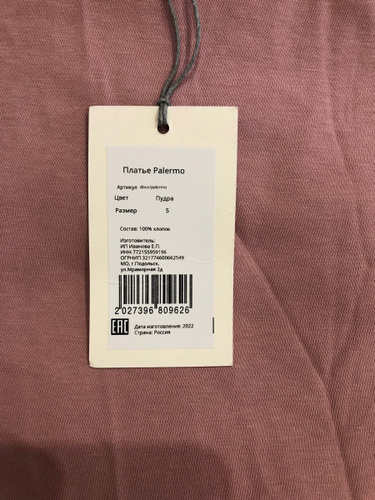 Платье Palermo
Артикул
Цвет Пудра
Размер S
Состав: 100% хлопок
Изготовитель:
ИП Иванова Е.П.
ИНН 772155959196
ОГРНИП 321774600662549
МО, г.Подольск,
ул.Мраморная 2д
2 027396 809626
EAC Дата изготовления: 2022
Страна: Россия